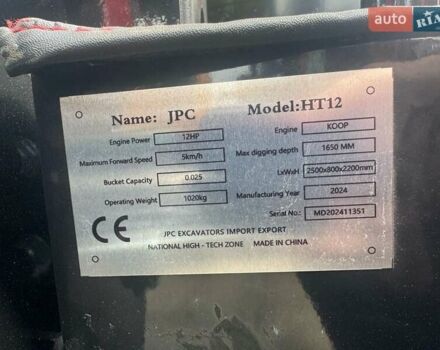 auto RIA
Name: JPC Model:HT12
Engine Power 12HP Engine KOOP
Maximum Forward Speed 5km/h Max digging depth 1650 MM
Bucket Capacity 0.025 LxWxH 2500x800x2200mm
Operating Weight 1020kg Manufacturing Year 2024
Serial No.: MD202411351
CE
JPC EXCAVATORS IMPORT EXPORT
NATIONAL HIGH - TECH ZONE MADE IN CHINA